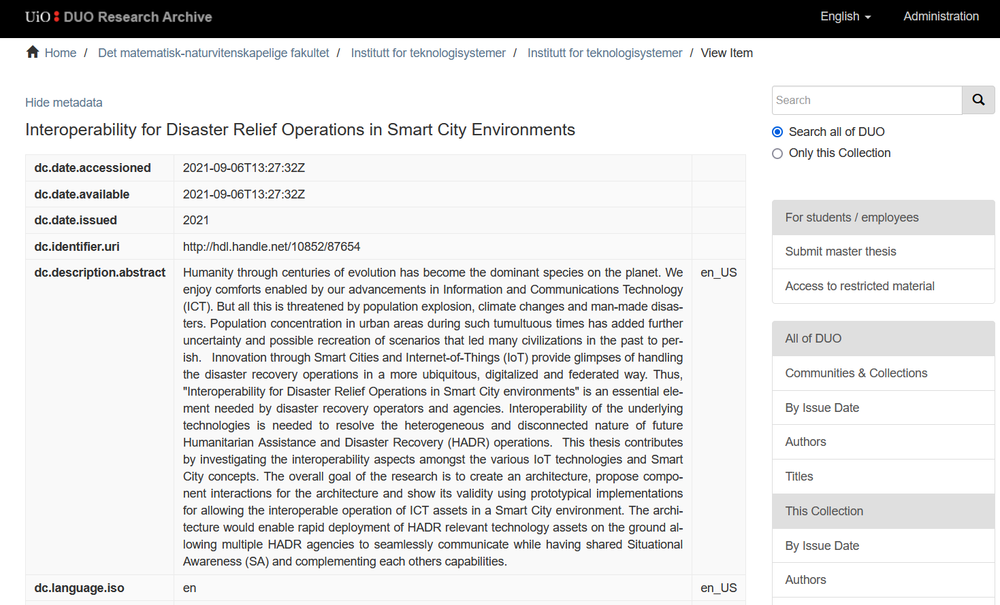 UiO DUO Research Archive
English
Administration
Home / Det matematisk-naturvitenskapelige fakultet / Institutt for teknologisystemer / Institutt for teknologisystemer / View Item
Hide metadata
Interoperability for Disaster Relief Operations in Smart City Environments
dc.date.accessioned 2021-09-06T13:27:32Z
dc.date.available 2021-09-06T13:27:32Z
dc.date.issued 2021
dc.identifier.uri http://hdl.handle.net/10852/87654
dc.description.abstract Humanity through centuries of evolution has become the dominant species on the planet. We en_US
enjoy comforts enabled by our advancements in Information and Communications Technology
(ICT). But all this is threatened by population explosion, climate changes and man-made disas-
ters. Population concentration in urban areas during such tumultuous times has added further
uncertainty and possible recreation of scenarios that led many civilizations in the past to per-
ish. Innovation through Smart Cities and Internet-of-Things (IoT) provide glimpses of handling
the disaster recovery operations in a more ubiquitous, digitalized and federated way. Thus,
"Interoperability for Disaster Relief Operations in Smart City environments" is an essential ele-
ment needed by disaster recovery operators and agencies. Interoperability of the underlying
technologies is needed to resolve the heterogeneous and disconnected nature of future
Humanitarian Assistance and Disaster Recovery (HADR) operations. This thesis contributes
by investigating the interoperability aspects amongst the various IoT technologies and Smart
City concepts. The overall goal of the research is to create an architecture, propose compo-
nent interactions for the architecture and show its validity using prototypical implementations
for allowing the interoperable operation of ICT assets in a Smart City environment. The archi-
tecture would enable rapid deployment of HADR relevant technology assets on the ground al-
lowing multiple HADR agencies to seamlessly communicate while having shared Situational
Awareness (SA) and complementing each others capabilities.
dc.language.iso en en_US
Search
Search all of DUO
Only this Collection
For students / employees
Submit master thesis
Access to restricted material
All of DUO
Communities & Collections
By Issue Date
Authors
Titles
This Collection
By Issue Date
Authors